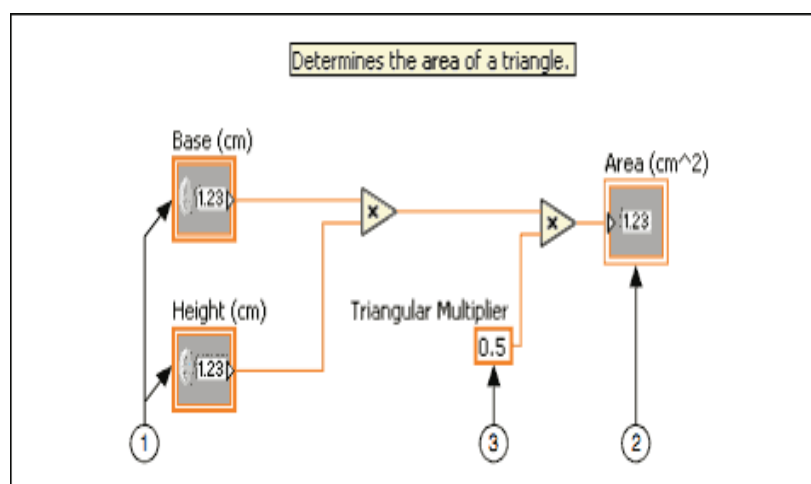 Determines the area of a triangle.
Base (cm)
Area (cm^2)
1.23
x
x
1.23
Height (cm)
Triangular Multiplier
1.23
0.5
1
3
2